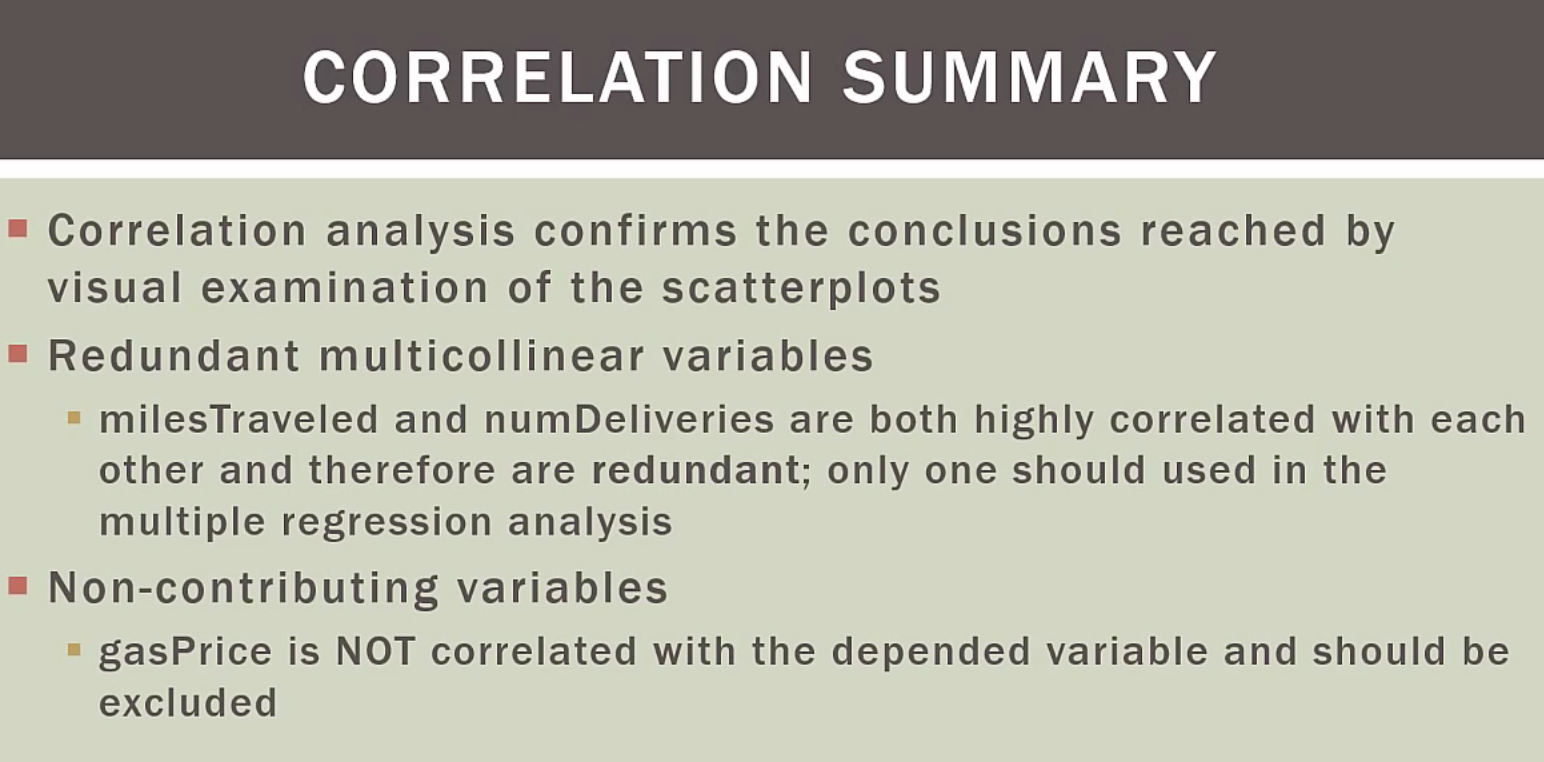 CORRELATION SUMMARY
Correlation analysis confirms the conclusions reached by
visual examination of the scatterplots
Redundant multicollinear variables
milesTraveled and numDeliveries are both highly correlated with each
other and therefore are redundant; only one should used in the
multiple regression analysis
Non-contributing variables
gasPrice is NOT correlated with the depended variable and should be
excluded